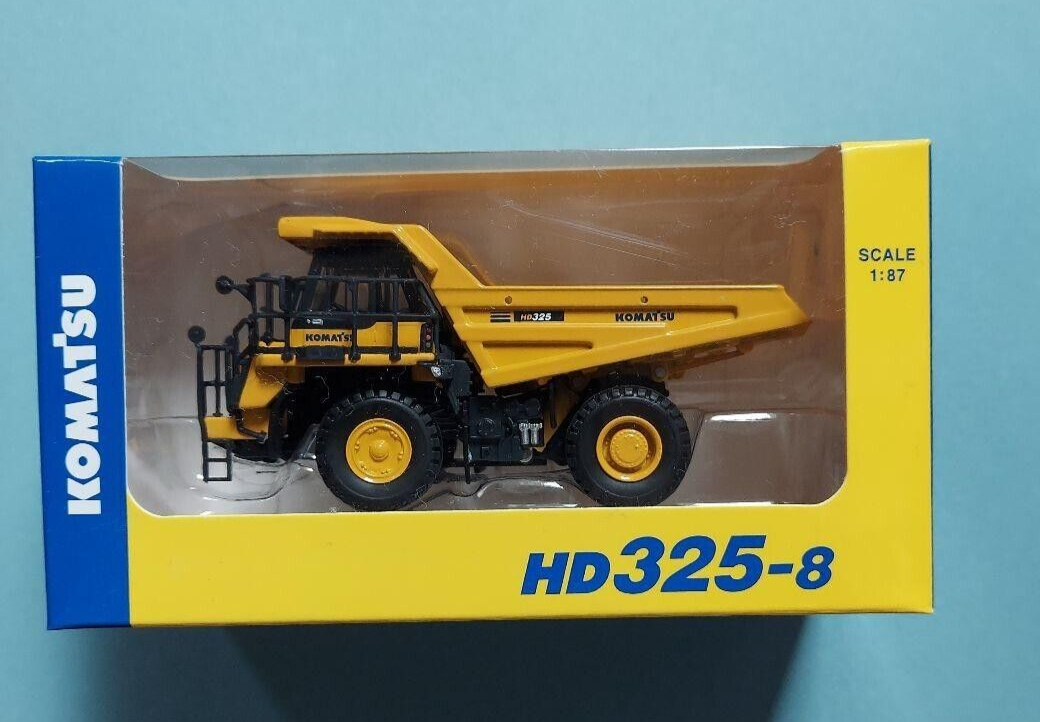 KOMATSU
SCALE
1:87
HD325
KOMATSU
KOMATSU
HD325-8